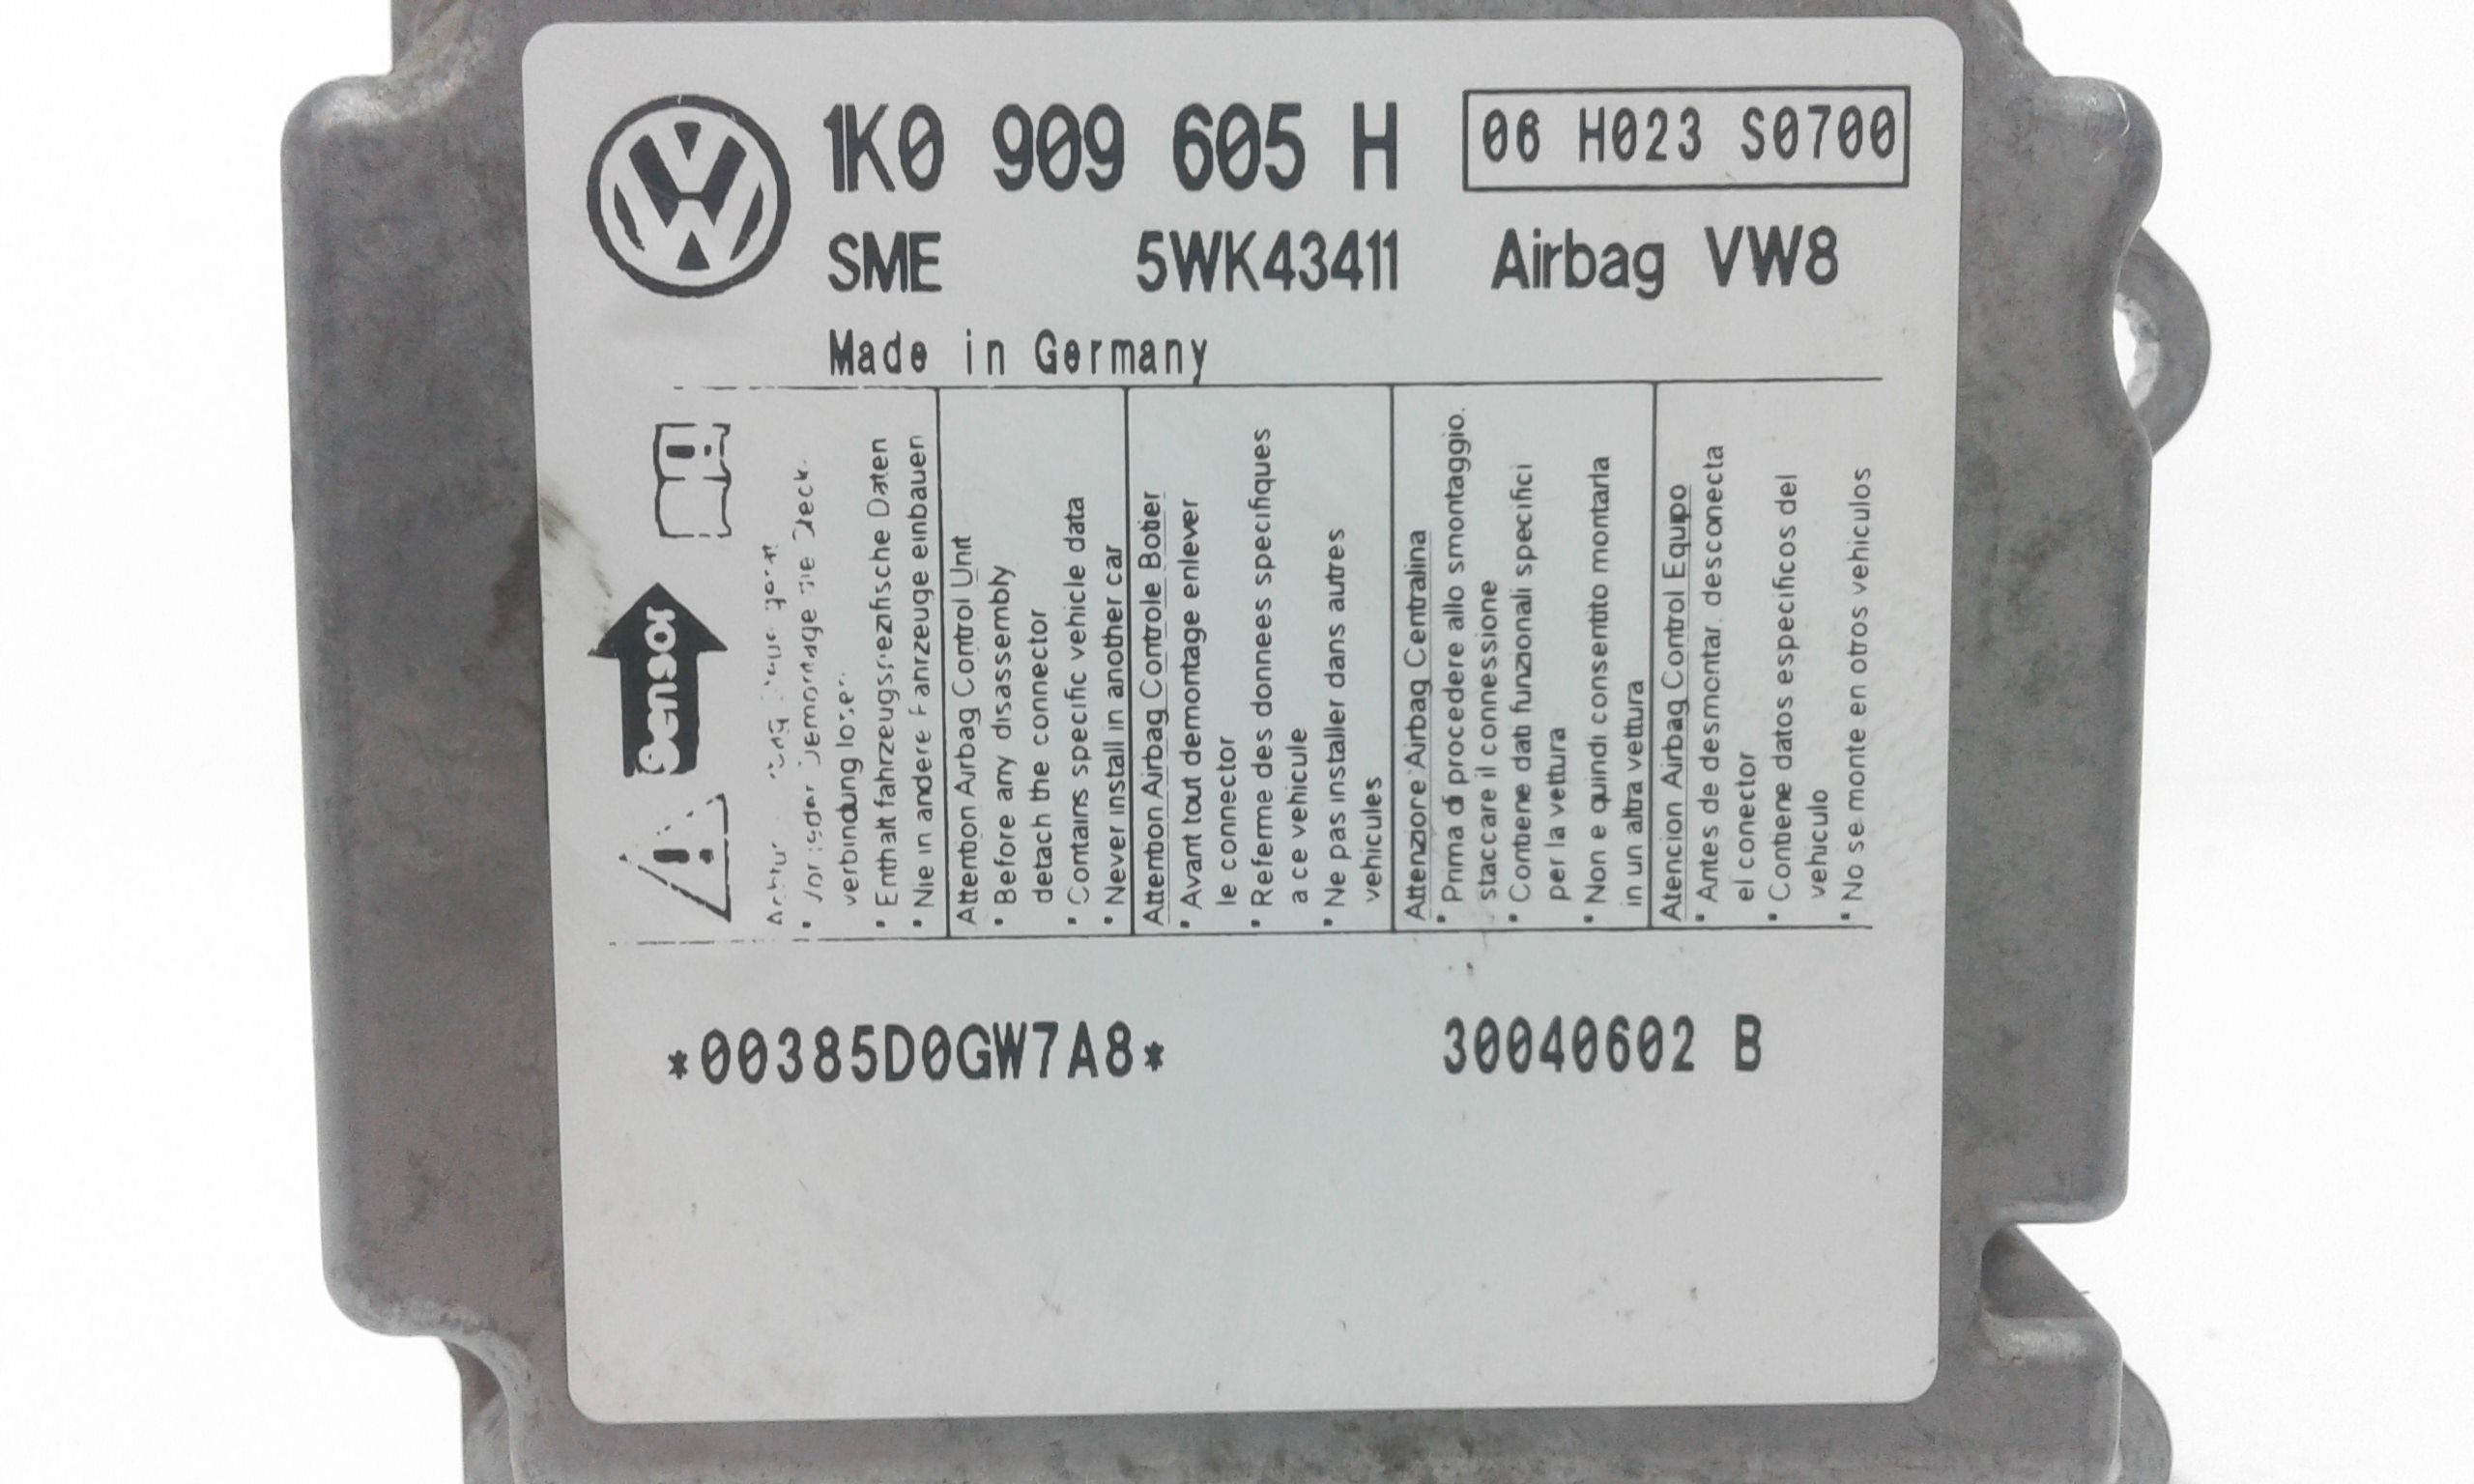 1K0 909 605 H
06 H023 S0700
SME 5WK43411 Airbag VW8
Made in Germany
Sensor
verbindung
• Enthalt fahrzeugspezifische Daten
• Nie in andere Fahrzeuge einbauen
Attention Airbag Control Unit
• Before any disassembly
detach the connector
• Contains specific vehicle data
• Never install in another car
Attention Airbag Controle Botier
• Avant tout demontage enlever
le connector
• Referme des donnees specifiques
a ce vehicule
• Ne pas installer dans autres
vehicules
Attenzione Airbag Centralina
• Prima di procedere allo smontaggio.
staccare il connessione
• Contiene dati funzionali specifici
per la vettura
• Non e quindi consentito montarla
in un altra vettura
Atencion Airbag Control Equipo
• Antes de desmontar. desconecta
el conector
• Contiene datos especificos del
vehiculo
• No se monte en otros vehiculos
*00385D0GW7A8*
30040602 B